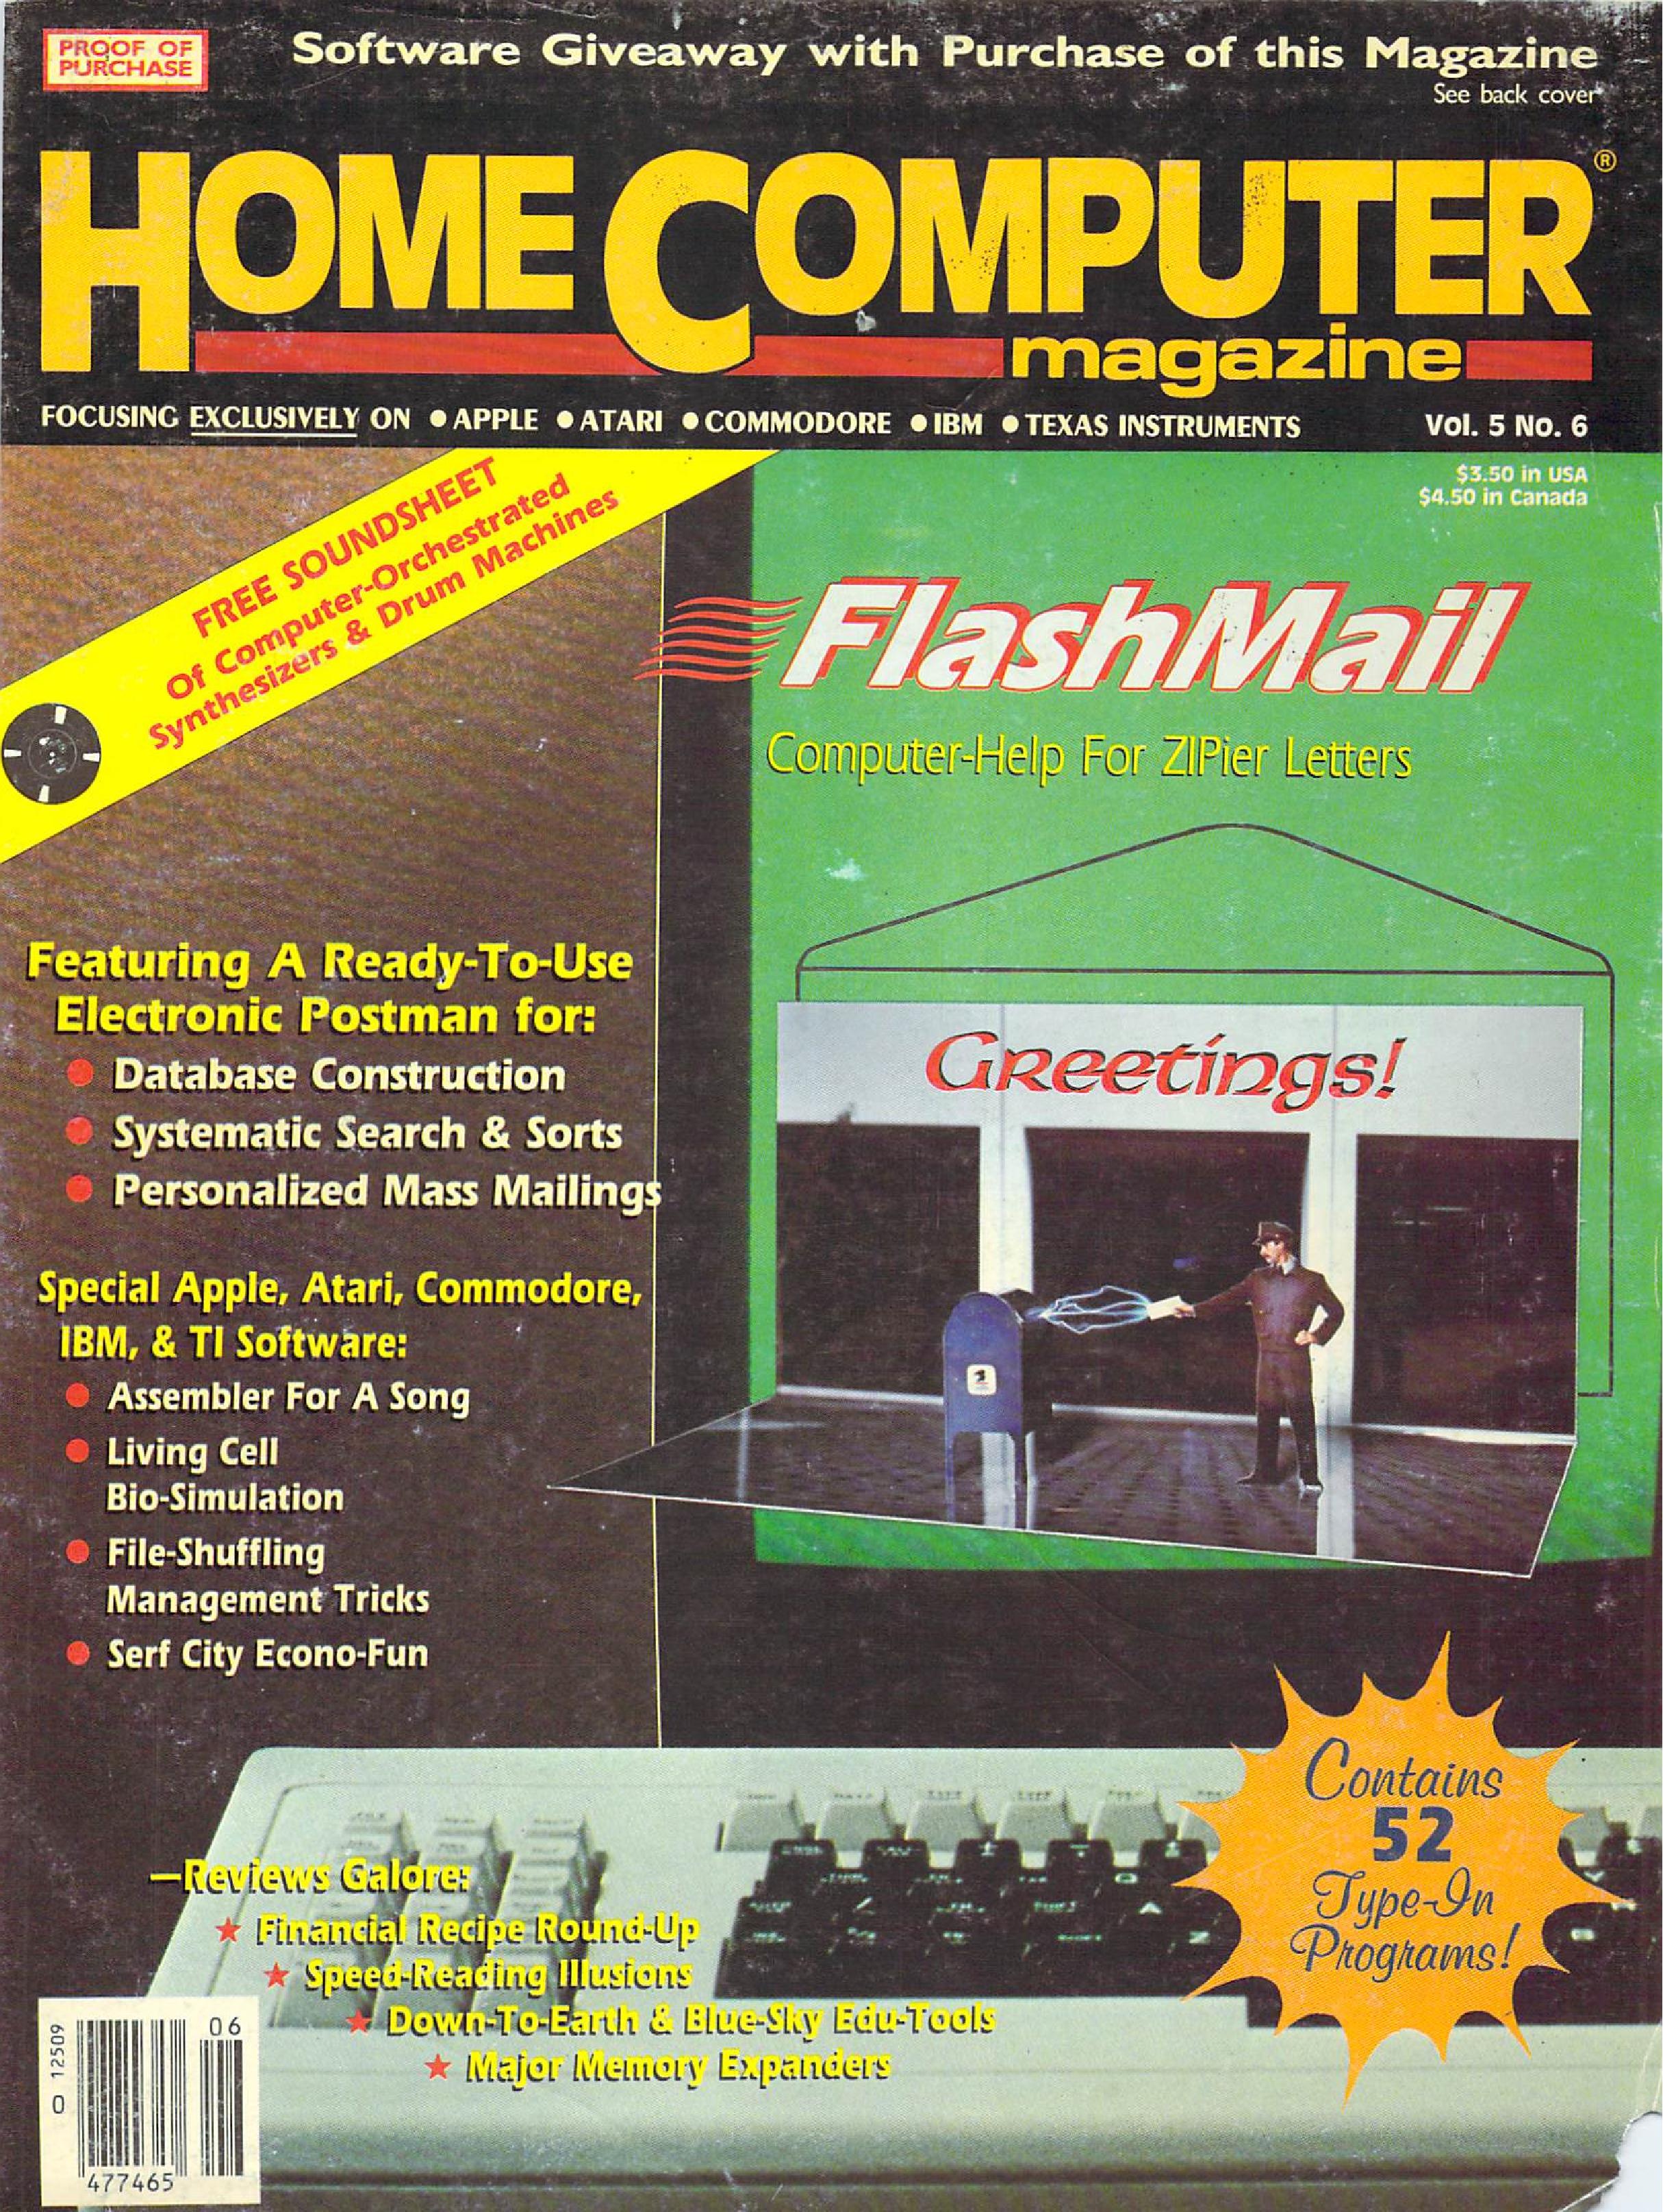 PROOF OF
PURCHASE
Software Giveaway with Purchase of this Magazine
See back cover
HOME COMPUTER®
magazine
FOCUSING EXCLUSIVELY ON ● APPLE ● ATARI ● COMMODORE ● IBM ● TEXAS INSTRUMENTS Vol. 5 No. 6
$3.50 in USA
$4.50 in Canada
FREE SOUNDSHEET
Of Computer-Orchestrated
Synthesizers & Drum Machines
FlashMail
Computer-Help For ZIPier Letters
Greetings!
Featuring A Ready-To-Use
Electronic Postman for:
● Database Construction
● Systematic Search & Sorts
● Personalized Mass Mailings
Special Apple, Atari, Commodore,
IBM, & TI Software:
● Assembler For A Song
● Living Cell
Bio-Simulation
● File-Shuffling
Management Tricks
● Serf City Econo-Fun
Contains
52
Type-In
Programs!
—Reviews Galore:
★ Financial Recipe Round-Up
★ Speed-Reading Illusions
★ Down-To-Earth & Blue-Sky Edu-Tools
★ Major Memory Expanders
0 12509
06
477465